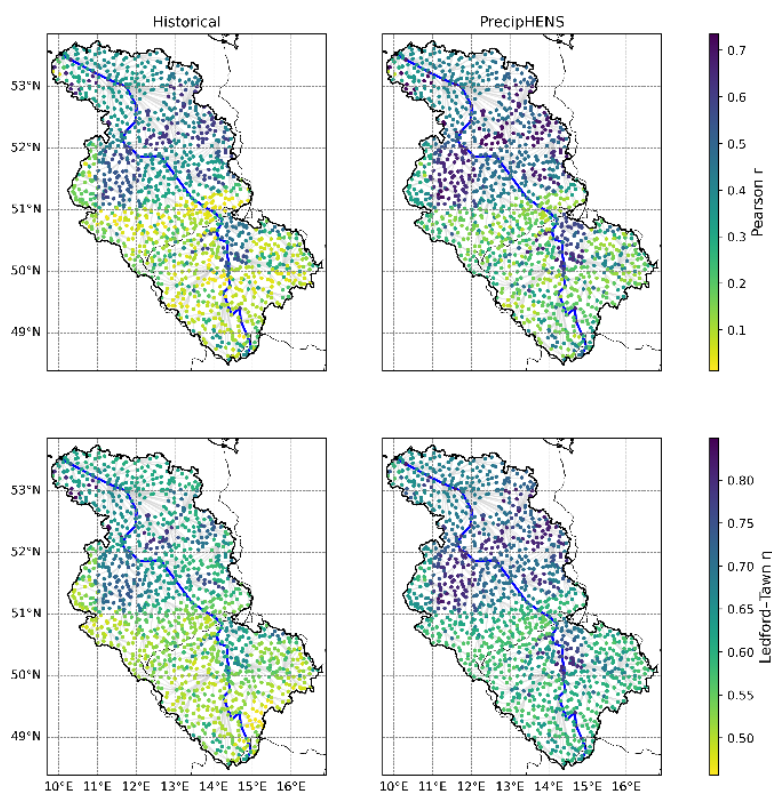 Historical
PrecipHENS
53°N
52°N
51°N
50°N
49°N
0.7
0.6
0.5
0.4
0.3
0.2
0.1
Pearson r
53°N
52°N
51°N
50°N
49°N
10°E 11°E 12°E 13°E 14°E 15°E 16°E
10°E 11°E 12°E 13°E 14°E 15°E 16°E
0.80
0.75
0.70
0.65
0.60
0.55
0.50
Ledford-Tawn η